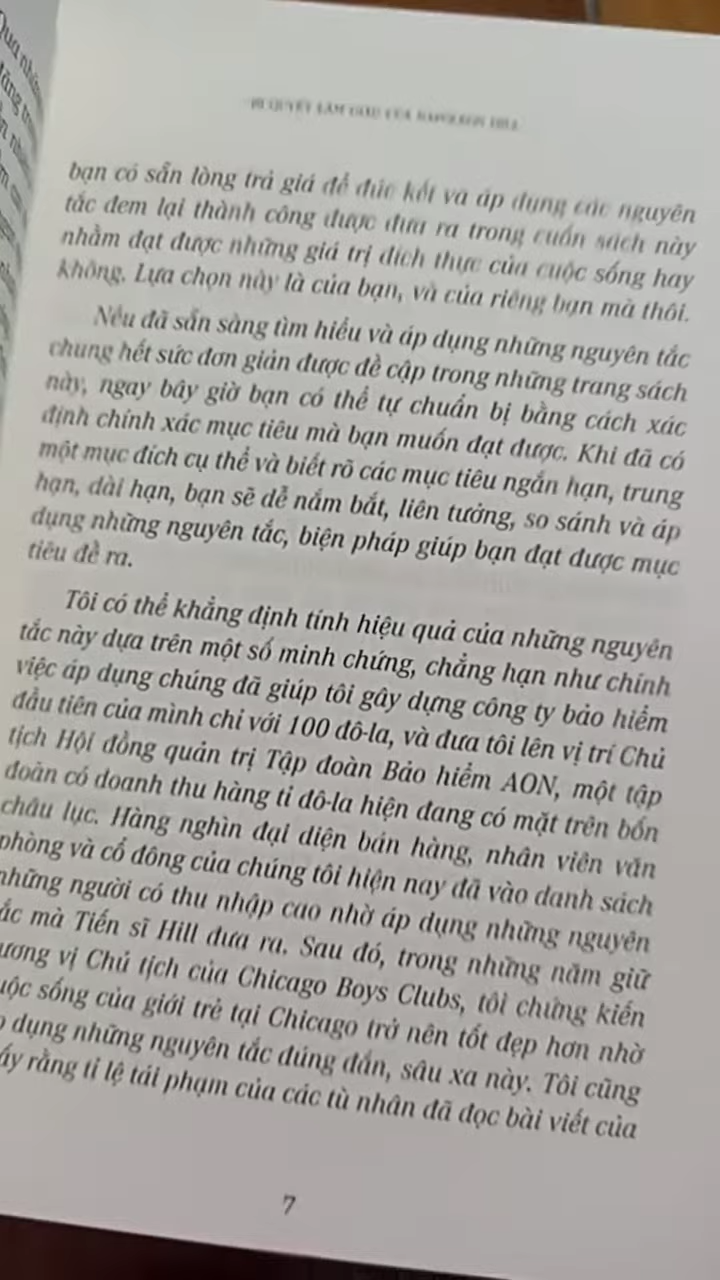 BÍ QUYẾT LÀM GIÀU CỦA NAPOLEON HILL
bạn có sẵn lòng trả giá để đúc kết và áp dụng các nguyên
tắc đem lại thành công được đưa ra trong cuốn sách này
nhằm đạt được những giá trị đích thực của cuộc sống hay
không. Lựa chọn này là của bạn, và của riêng bạn mà thôi.
Nếu đã sẵn sàng tìm hiểu và áp dụng những nguyên tắc
chung hết sức đơn giản được đề cập trong những trang sách
này, ngay bây giờ bạn có thể tự chuẩn bị bằng cách xác
định chính xác mục tiêu mà bạn muốn đạt được. Khi đã có
một mục đích cụ thể và biết rõ các mục tiêu ngắn hạn, trung
hạn, dài hạn, bạn sẽ dễ nắm bắt, liên tưởng, so sánh và áp
dụng những nguyên tắc, biện pháp giúp bạn đạt được mục
tiêu đề ra.
Tôi có thể khẳng định tính hiệu quả của những nguyên
tắc này dựa trên một số minh chứng, chẳng hạn như chính
việc áp dụng chúng đã giúp tôi gây dựng công ty bảo hiểm
đầu tiên của mình chỉ với 100 đô-la, và đưa tôi lên vị trí Chủ
tịch Hội đồng quản trị Tập đoàn Bảo hiểm AON, một tập
đoàn có doanh thu hàng tỉ đô-la hiện đang có mặt trên bốn
châu lục. Hàng nghìn đại diện bán hàng, nhân viên văn
phòng và cổ đông của chúng tôi hiện nay đã vào danh sách
những người có thu nhập cao nhờ áp dụng những nguyên
ắc mà Tiến sĩ Hill đưa ra. Sau đó, trong những năm giữ
ương vị Chủ tịch của Chicago Boys Clubs, tôi chứng kiến
uộc sống của giới trẻ tại Chicago trở nên tốt đẹp hơn nhờ
p dụng những nguyên tắc đúng đắn, sâu xa này. Tôi cũng
ấy rằng tỉ lệ tái phạm của các tù nhân đã đọc bài viết của
7